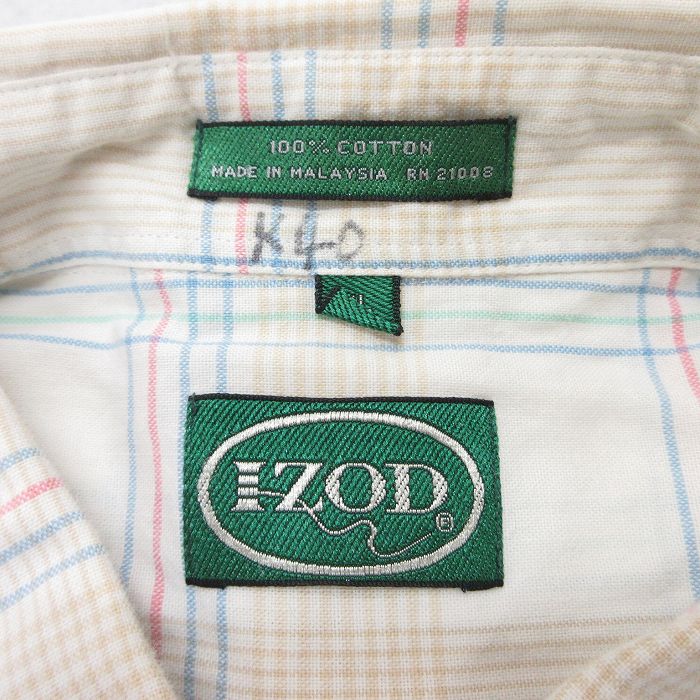 100% COTTON
MADE IN MALAYSIA RN 21008
K40
IZOD®